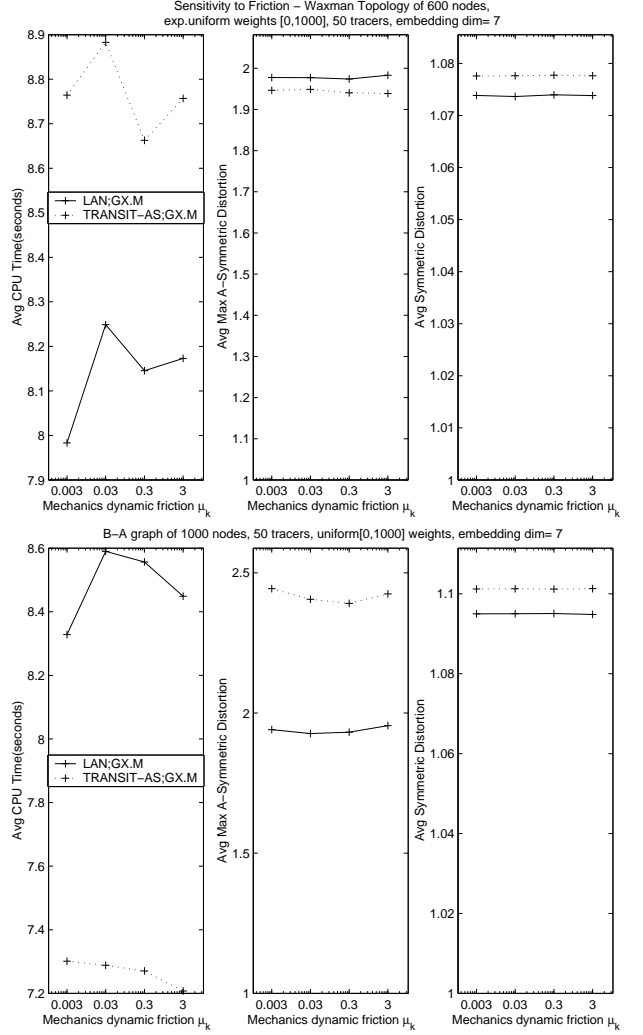 Sensitivity to Friction − Waxman Topology of 600 nodes,
exp.uniform weights [0,1000], 50 tracers, embedding dim= 7
8.9
8.8
8.7
8.6
8.5
8.4
8.3
8.2
8.1
8
7.9
Avg CPU Time(seconds)
LAN;GX.M
TRANSIT−AS;GX.M
0.003 0.03 0.3 3
Mechanics dynamic friction μk
2
1.9
1.8
1.7
1.6
1.5
1.4
1.3
1.2
1.1
1
Avg Max A−Symmetric Distortion
0.003 0.03 0.3 3
Mechanics dynamic friction μk
1.08
1.07
1.06
1.05
1.04
1.03
1.02
1.01
1
Avg Symmetric Distortion
0.003 0.03 0.3 3
Mechanics dynamic friction μk
B−A graph of 1000 nodes, 50 tracers, uniform[0,1000] weights, embedding dim= 7
8.6
8.4
8.2
8
7.8
7.6
7.4
7.2
Avg CPU Time(seconds)
LAN;GX.M
TRANSIT−AS;GX.M
0.003 0.03 0.3 3
Mechanics dynamic friction μk
2.5
2
1.5
1
Avg Max A−Symmetric Distortion
0.003 0.03 0.3 3
Mechanics dynamic friction μk
1.1
1.08
1.06
1.04
1.02
1
Avg Symmetric Distortion
0.003 0.03 0.3 3
Mechanics dynamic friction μk